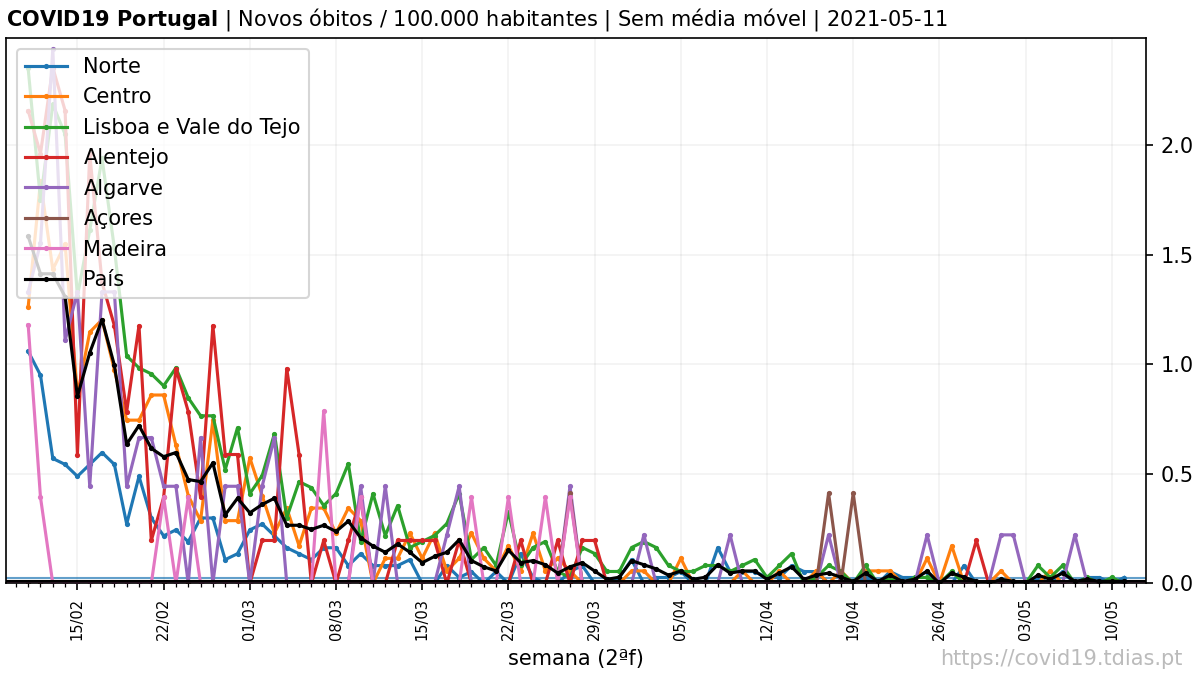 COVID19 Portugal | Novos óbitos / 100.000 habitantes | Sem média móvel | 2021-05-11
Norte
Centro
Lisboa e Vale do Tejo
Alentejo
Algarve
Açores
Madeira
País
2.0
1.5
1.0
0.5
0.0
15/02
22/02
01/03
08/03
15/03
22/03
29/03
05/04
12/04
19/04
26/04
03/05
10/05
semana (2ªf)
https://covid19.tdias.pt